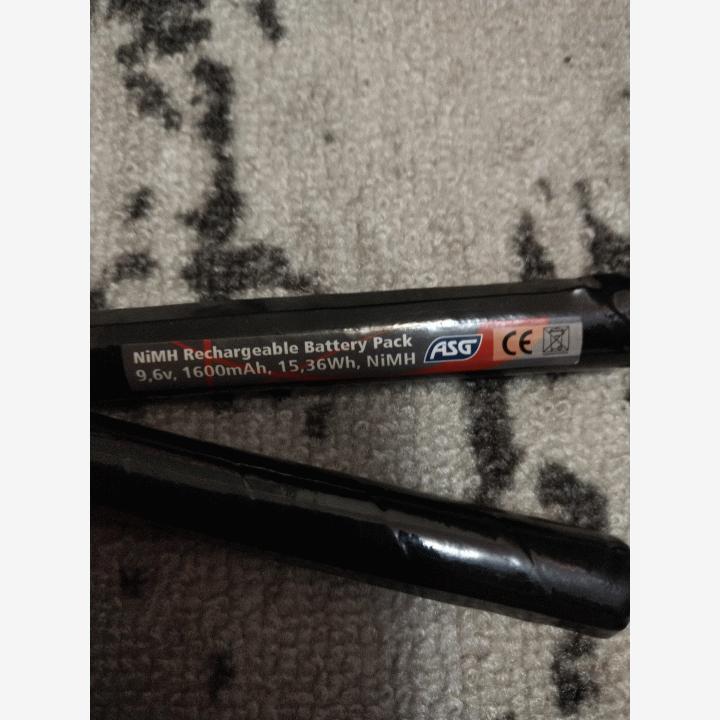 NiMH Rechargeable Battery Pack
9,6v, 1600mAh, 15,36Wh, NiMH
ASG
CE